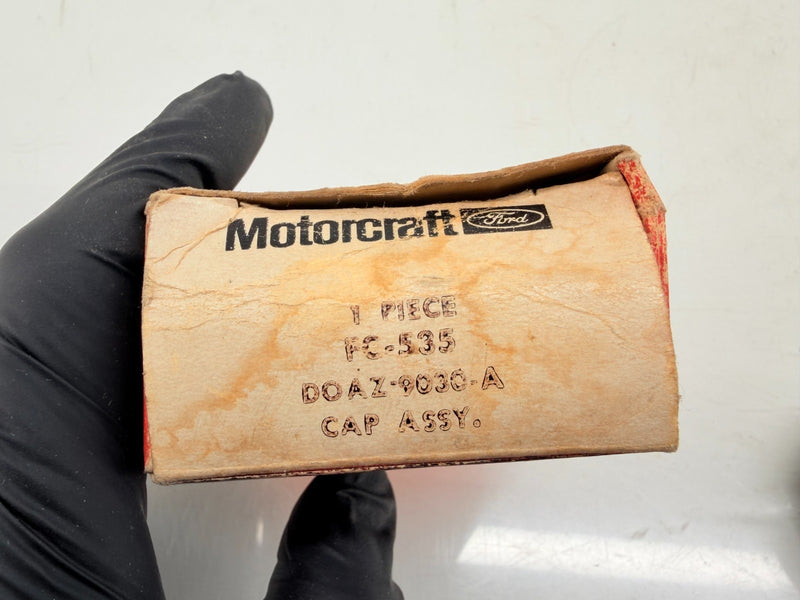 Motorcraft Ford
1 PIECE
FC-535
DOAZ-9030-A
CAP ASSY.